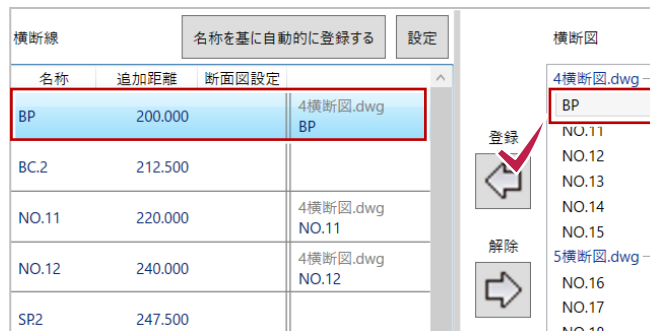 横断線
名称を基に自動的に登録する
設定
横断図
名称 追加距離 断面図設定
4横断図.dwg
BP 200.000
4横断図.dwg
BP
BC.2 212.500
NO.11 220.000
4横断図.dwg
NO.11
NO.12 240.000
4横断図.dwg
NO.12
SP.2 247.500
登録
解除
BP
NO.11
NO.12
NO.13
NO.14
NO.15
5横断図.dwg
NO.16
NO.17
NO.18